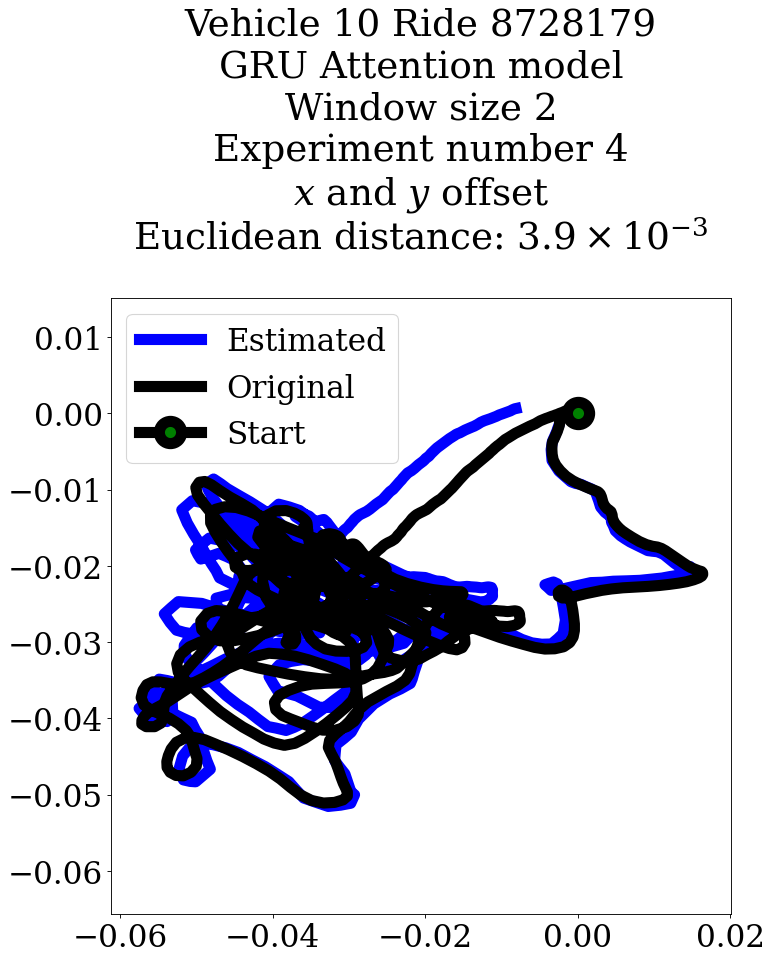 Vehicle 10 Ride 8728179
GRU Attention model
Window size 2
Experiment number 4
x and y offset
Euclidean distance: 3.9 × 10⁻³
Estimated
Original
Start
0.01
0.00
−0.01
−0.02
−0.03
−0.04
−0.05
−0.06
−0.06 −0.04 −0.02 0.00 0.02